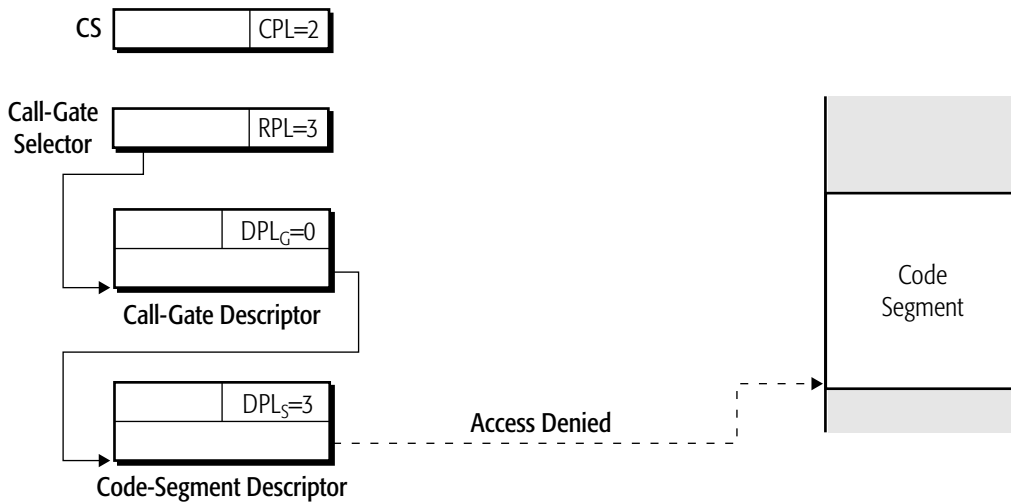 CS
CPL=2
Call-Gate
Selector
RPL=3
DPLG=0
Call-Gate Descriptor
DPLS=3
Code-Segment Descriptor
Access Denied
Code
Segment